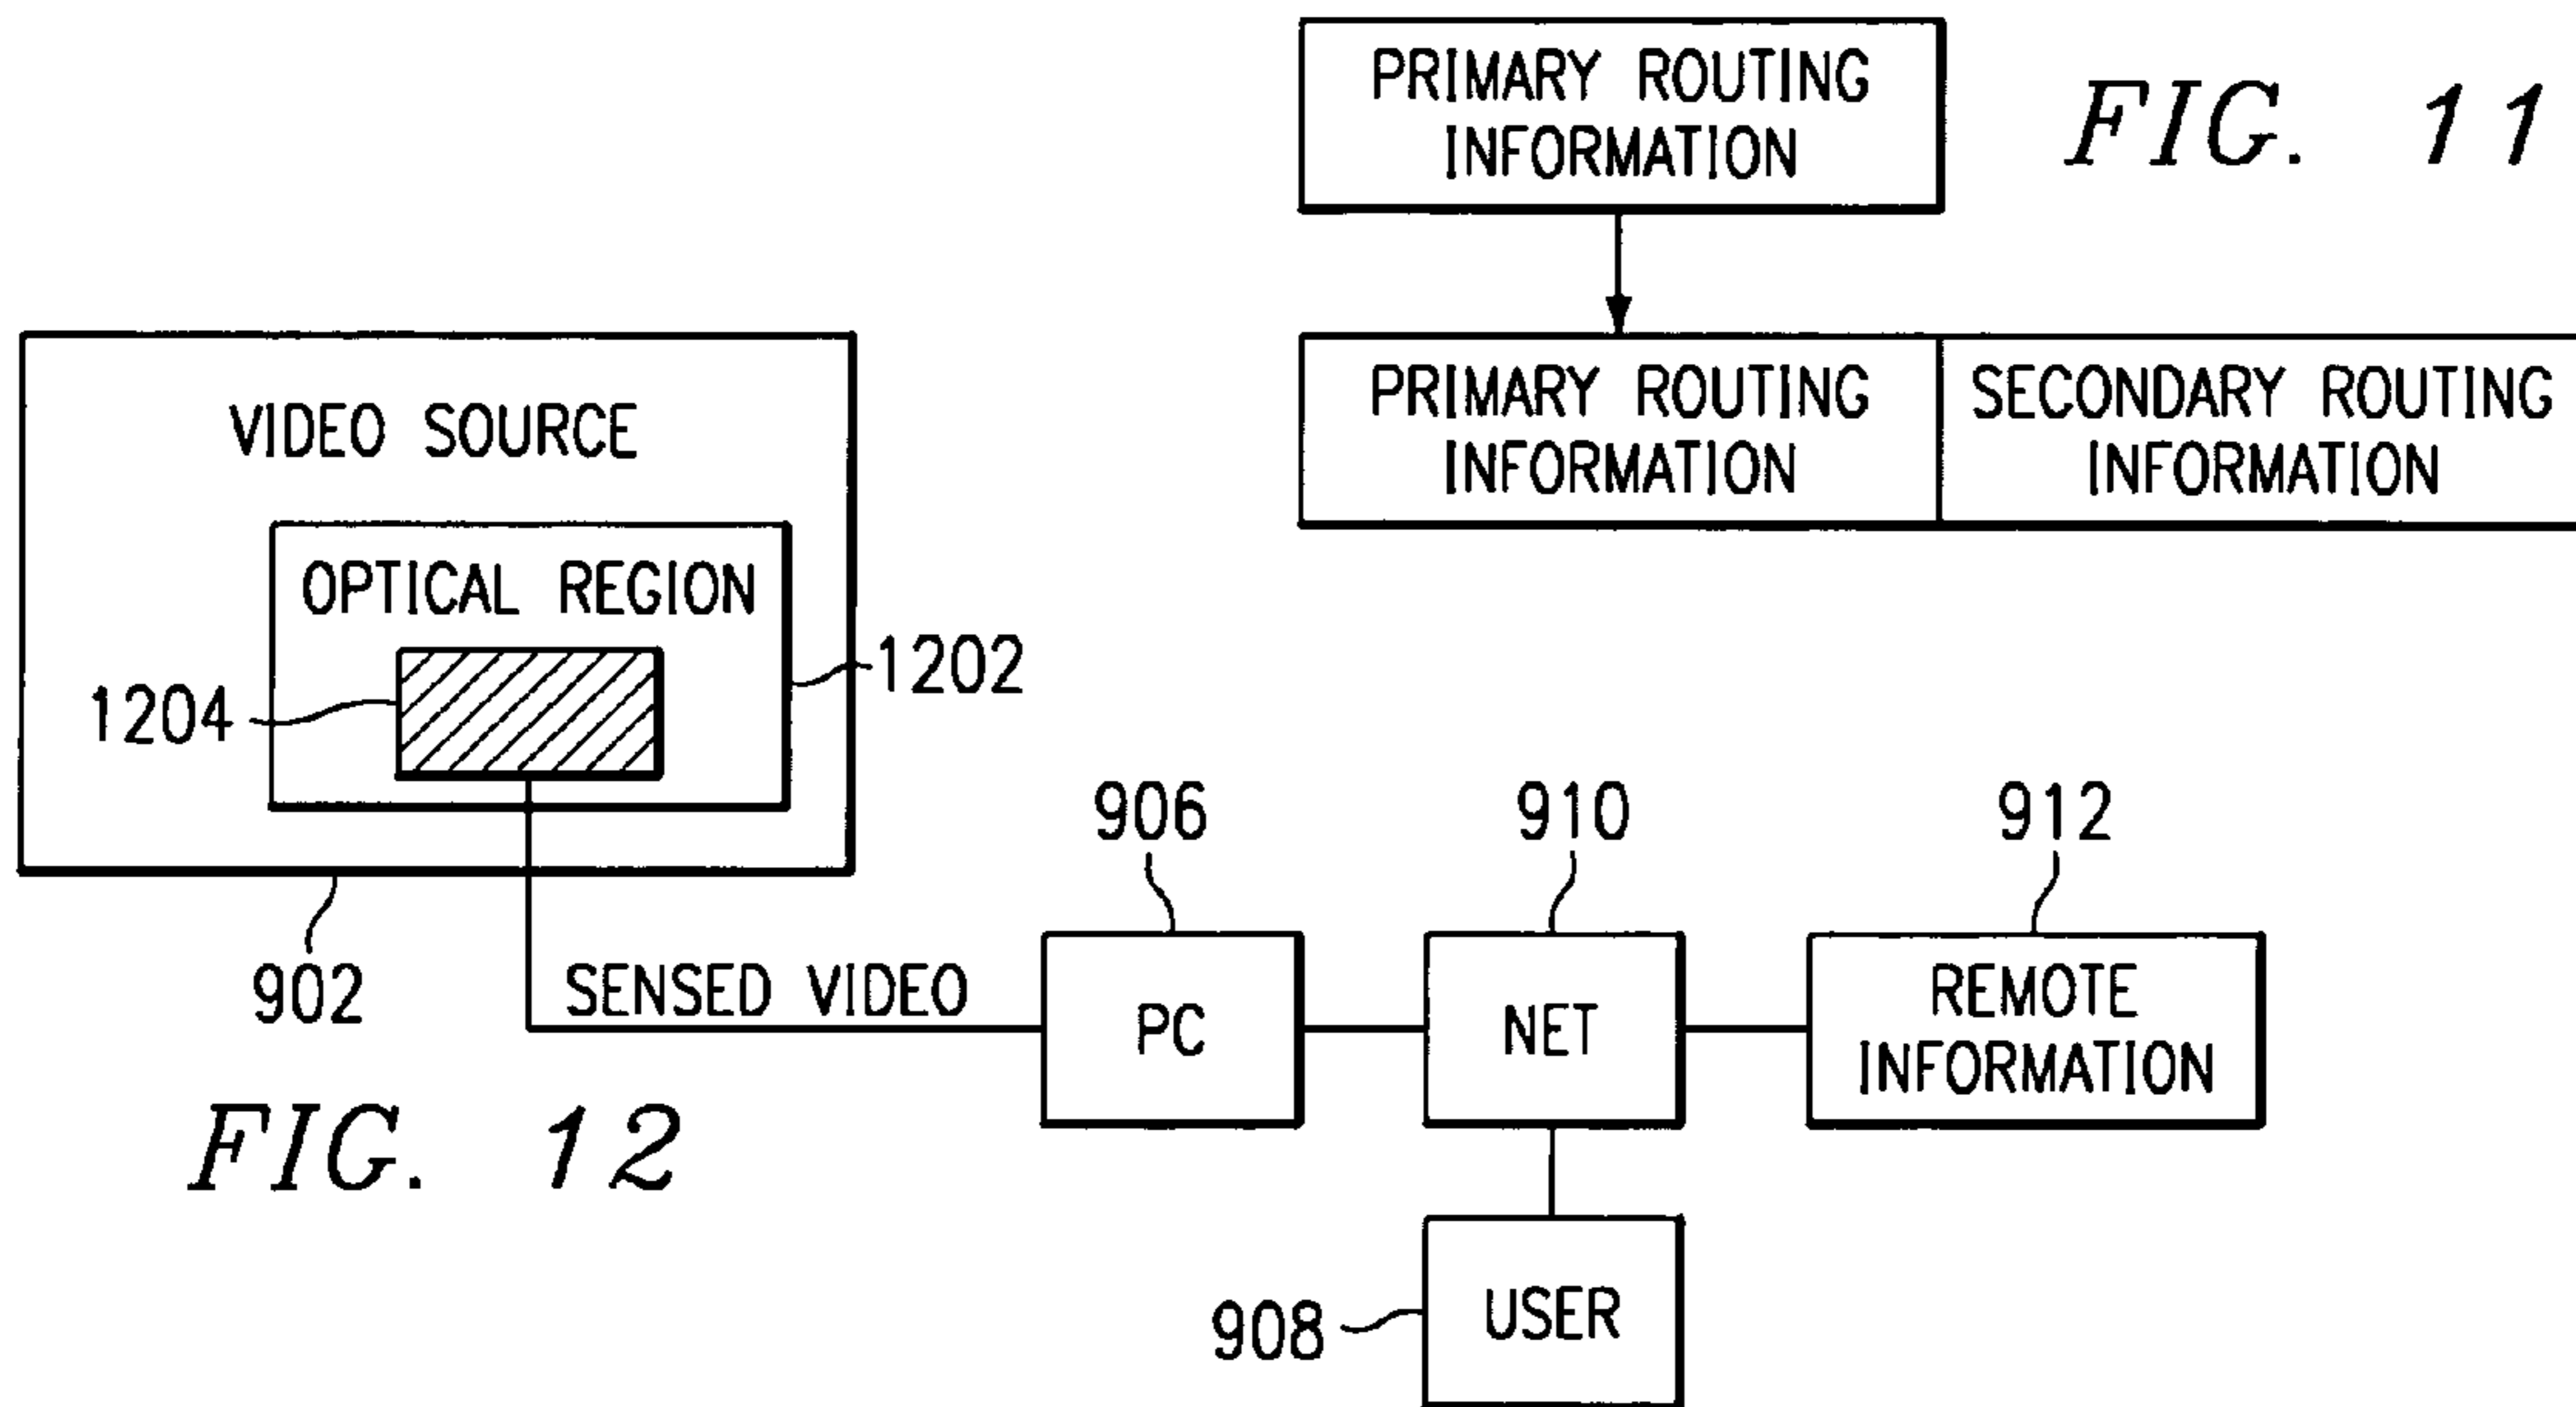 PRIMARY ROUTING
INFORMATION
FIG. 11
PRIMARY ROUTING
INFORMATION
SECONDARY ROUTING
INFORMATION
VIDEO SOURCE
OPTICAL REGION
1202
1204
902
SENSED VIDEO
906
PC
910
NET
912
REMOTE
INFORMATION
908
USER
FIG. 12